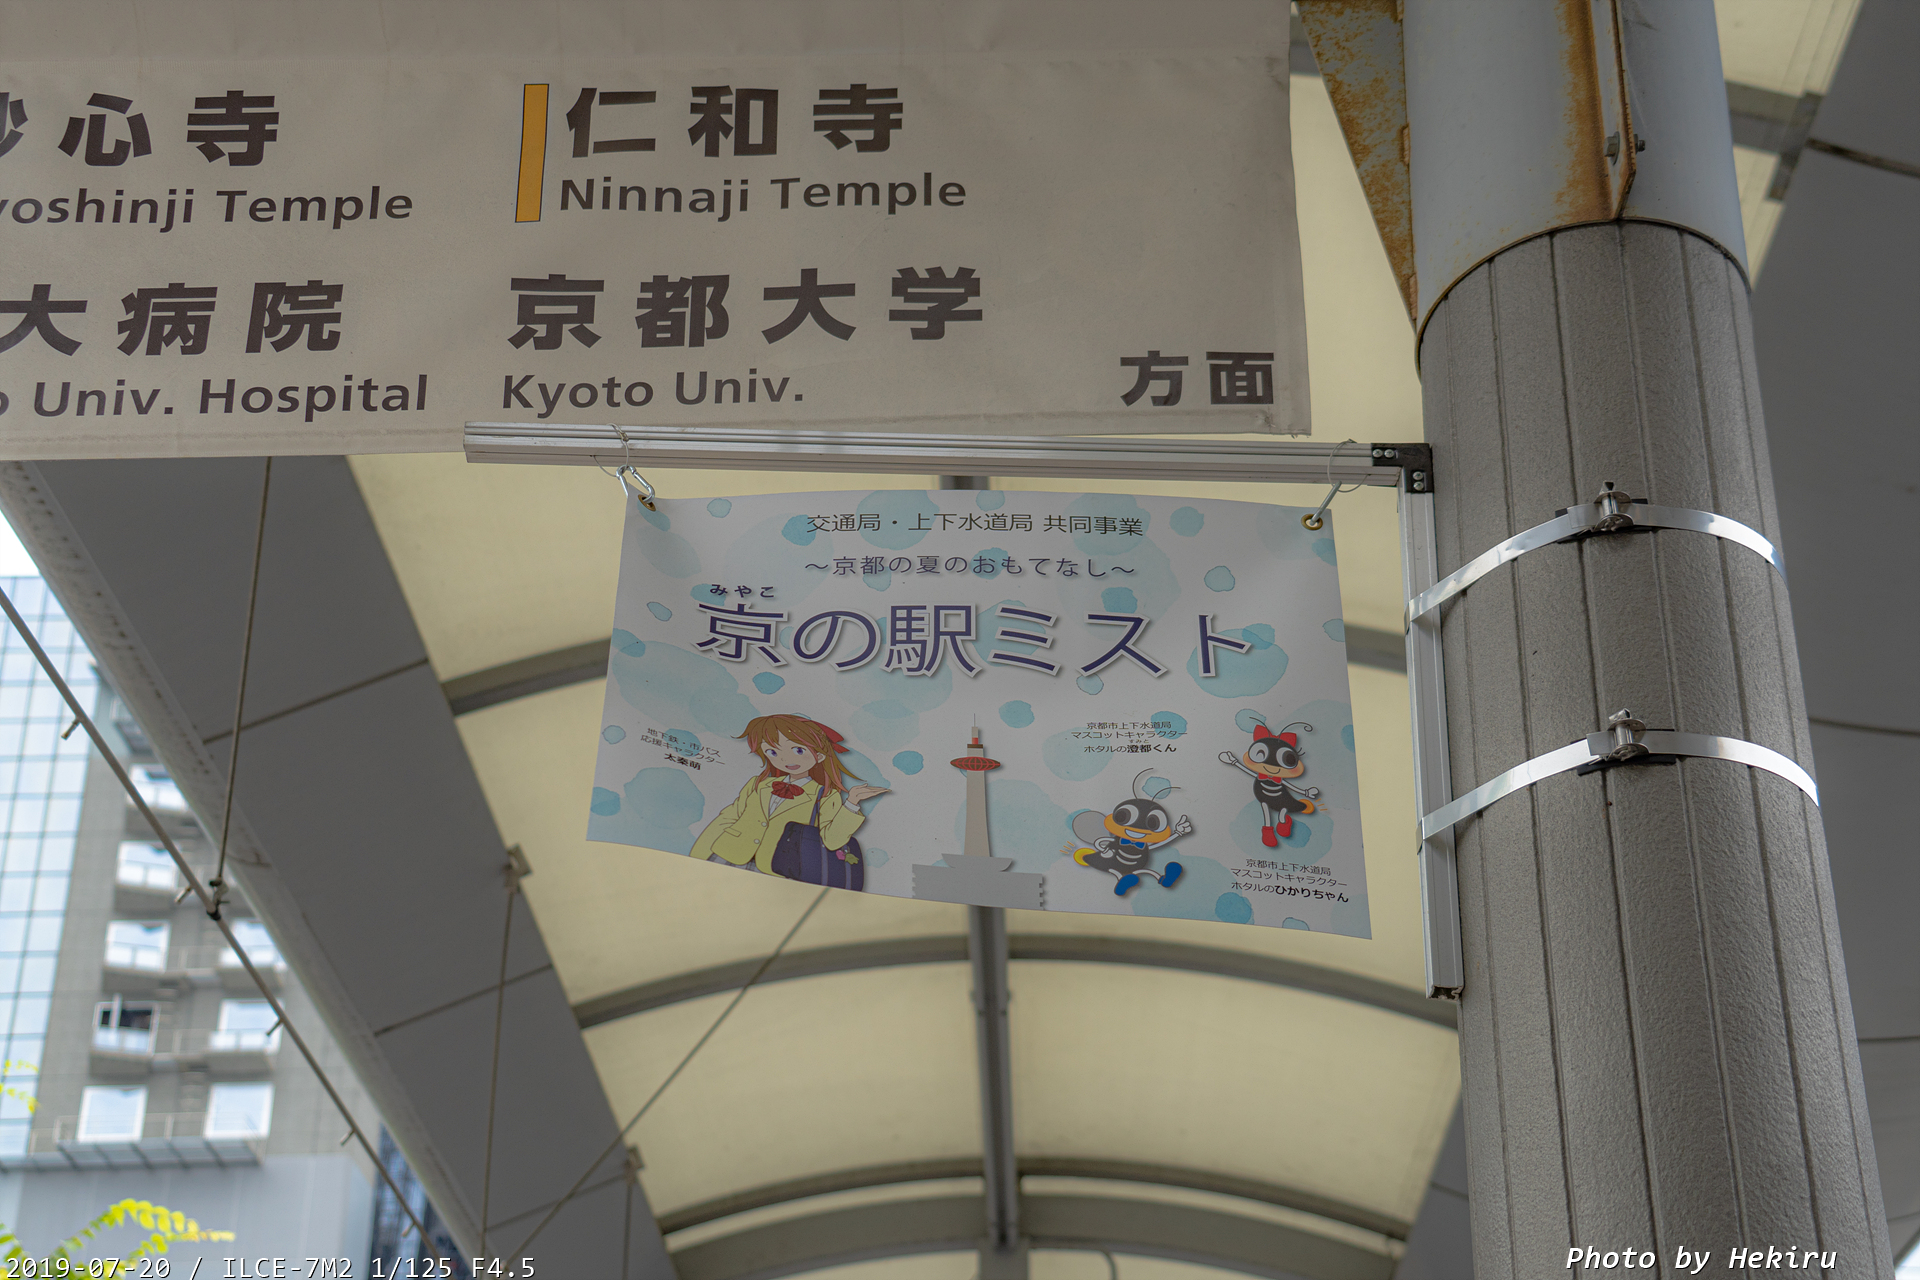 妙心寺
yoshinji Temple
仁和寺
Ninnaji Temple
大病院
Univ. Hospital
京都大学
Kyoto Univ.
方面
交通局・上下水道局 共同事業
～京都の夏のおもてなし～
みやこ
京の駅ミスト
地下鉄・市バス
応援キャラクター
太秦萌
京都市上下水道局
マスコットキャラクター
すみと
ホタルの澄都くん
京都市上下水道局
マスコットキャラクター
ホタルのひかりちゃん
2019-07-20 / ILCE-7M2 1/125 F4.5
Photo by Hekiru